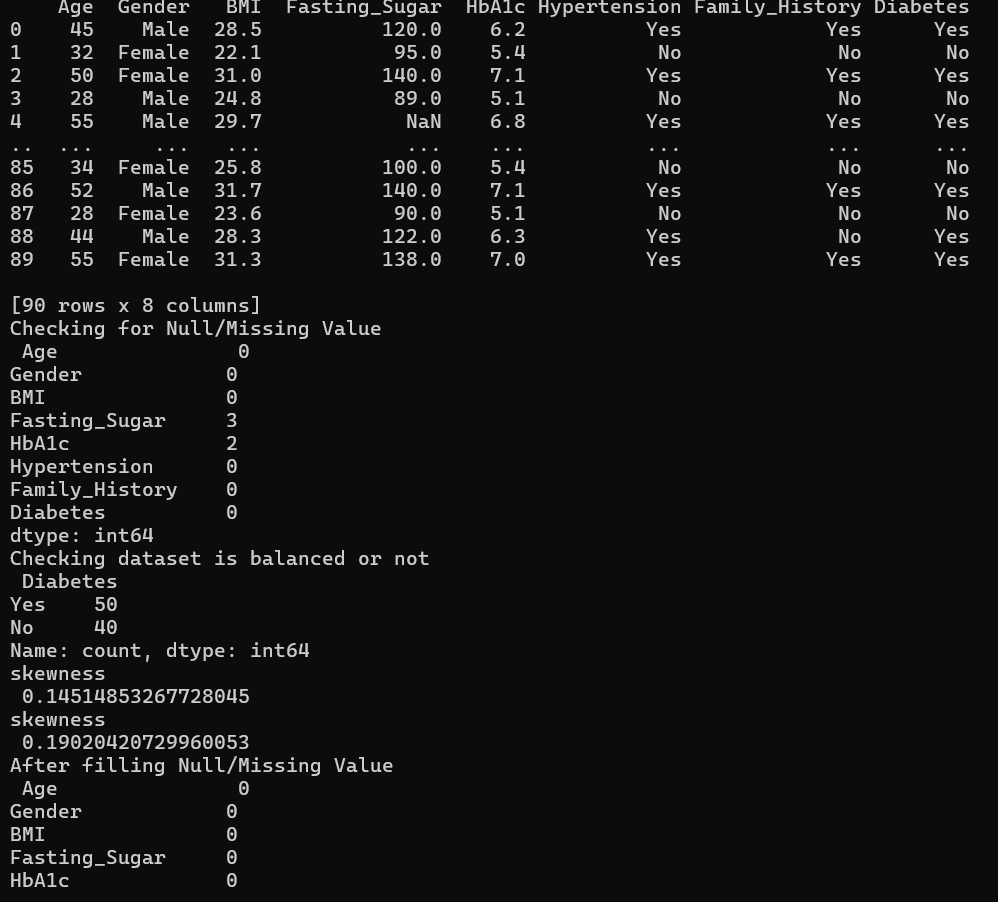 Age  Gender   BMI  Fasting_Sugar  HbA1c Hypertension Family_History Diabetes
0    45    Male  28.5          120.0    6.2          Yes            Yes      Yes
1    32  Female  22.1           95.0    5.4           No             No       No
2    50  Female  31.0          140.0    7.1          Yes            Yes      Yes
3    28    Male  24.8           89.0    5.1           No             No       No
4    55    Male  29.7            NaN    6.8          Yes            Yes      Yes
..  ...     ...   ...            ...    ...          ...            ...      ...
85   34  Female  25.8          100.0    5.4           No             No       No
86   52    Male  31.7          140.0    7.1          Yes            Yes      Yes
87   28  Female  23.6           90.0    5.1           No             No       No
88   44    Male  28.3          122.0    6.3          Yes             No      Yes
89   55  Female  31.3          138.0    7.0          Yes            Yes      Yes

[90 rows x 8 columns]
Checking for Null/Missing Value
 Age               0
Gender            0
BMI               0
Fasting_Sugar     3
HbA1c             2
Hypertension      0
Family_History    0
Diabetes          0
dtype: int64
Checking dataset is balanced or not
 Diabetes
Yes    50
No     40
Name: count, dtype: int64
skewness
 0.14514853267728045
skewness
 0.19020420729960053
After filling Null/Missing Value
 Age               0
Gender            0
BMI               0
Fasting_Sugar     0
HbA1c             0